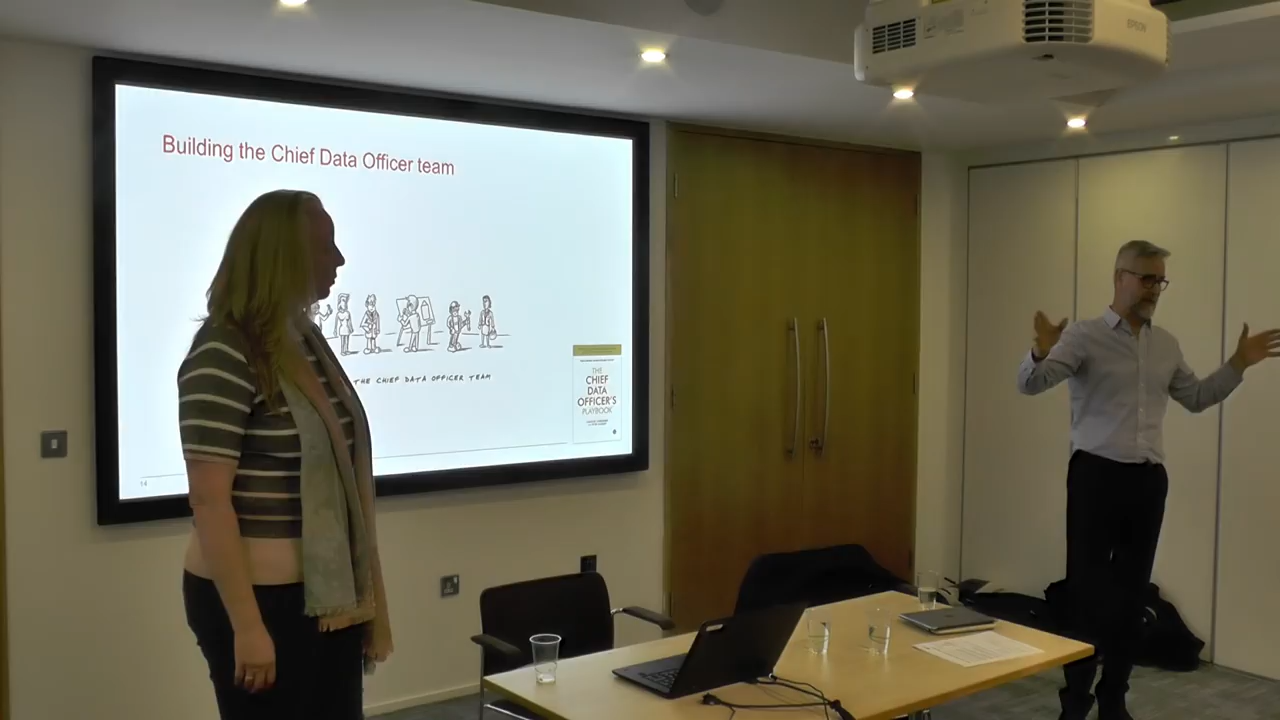 EPSON
Building the Chief Data Officer team
THE CHIEF DATA OFFICER TEAM
THE
CHIEF
DATA
OFFICER'S
PLAYBOOK
14